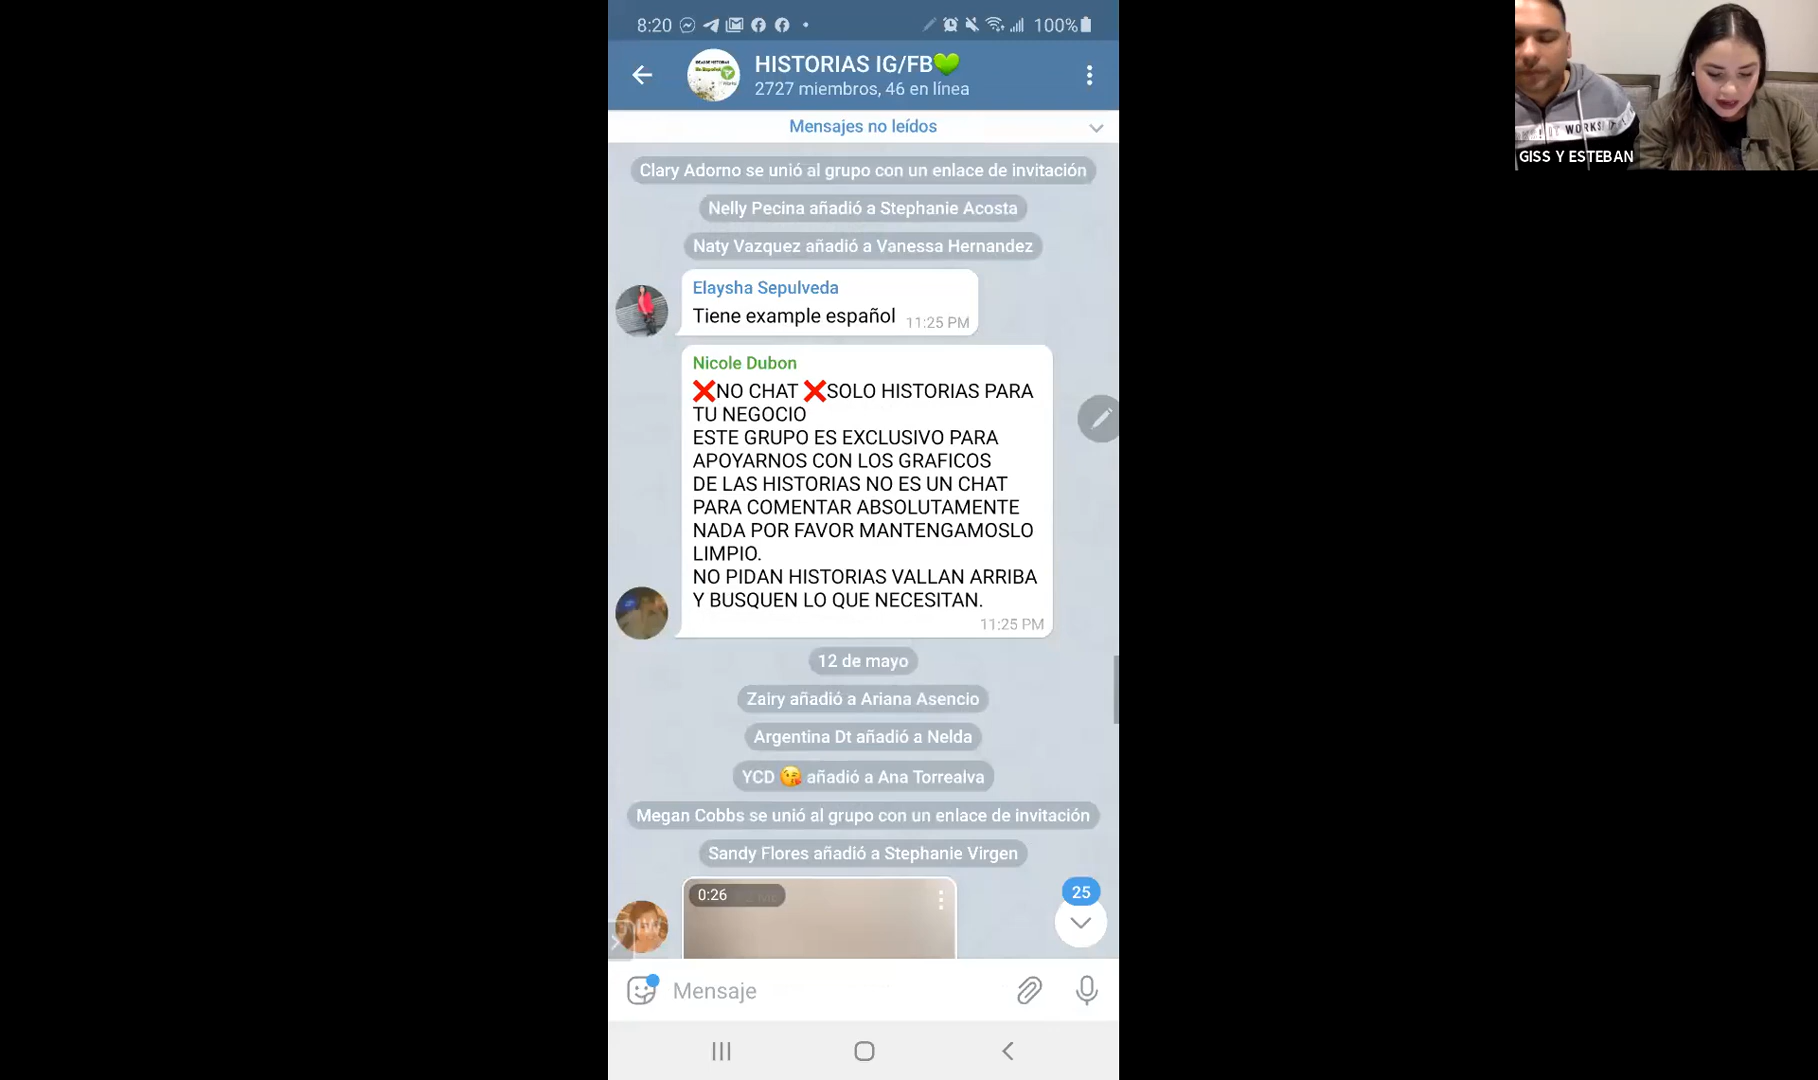 8:20
100%
HISTORIAS IG/FB💚
2727 miembros, 46 en línea
Mensajes no leídos
Clary Adorno se unió al grupo con un enlace de invitación
Nelly Pecina añadió a Stephanie Acosta
Naty Vazquez añadió a Vanessa Hernandez
Elaysha Sepulveda
Tiene example español 11:25 PM
Nicole Dubon
❌NO CHAT ❌SOLO HISTORIAS PARA
TU NEGOCIO
ESTE GRUPO ES EXCLUSIVO PARA
APOYARNOS CON LOS GRAFICOS
DE LAS HISTORIAS NO ES UN CHAT
PARA COMENTAR ABSOLUTAMENTE
NADA POR FAVOR MANTENGAMOSLO
LIMPIO.
NO PIDAN HISTORIAS VALLAN ARRIBA
Y BUSQUEN LO QUE NECESITAN.
11:25 PM
12 de mayo
Zairy añadió a Ariana Asencio
Argentina Dt añadió a Nelda
YCD 😘 añadió a Ana Torrealva
Megan Cobbs se unió al grupo con un enlace de invitación
Sandy Flores añadió a Stephanie Virgen
0:26
25
Mensaje
WORKS
GISS Y ESTEBAN